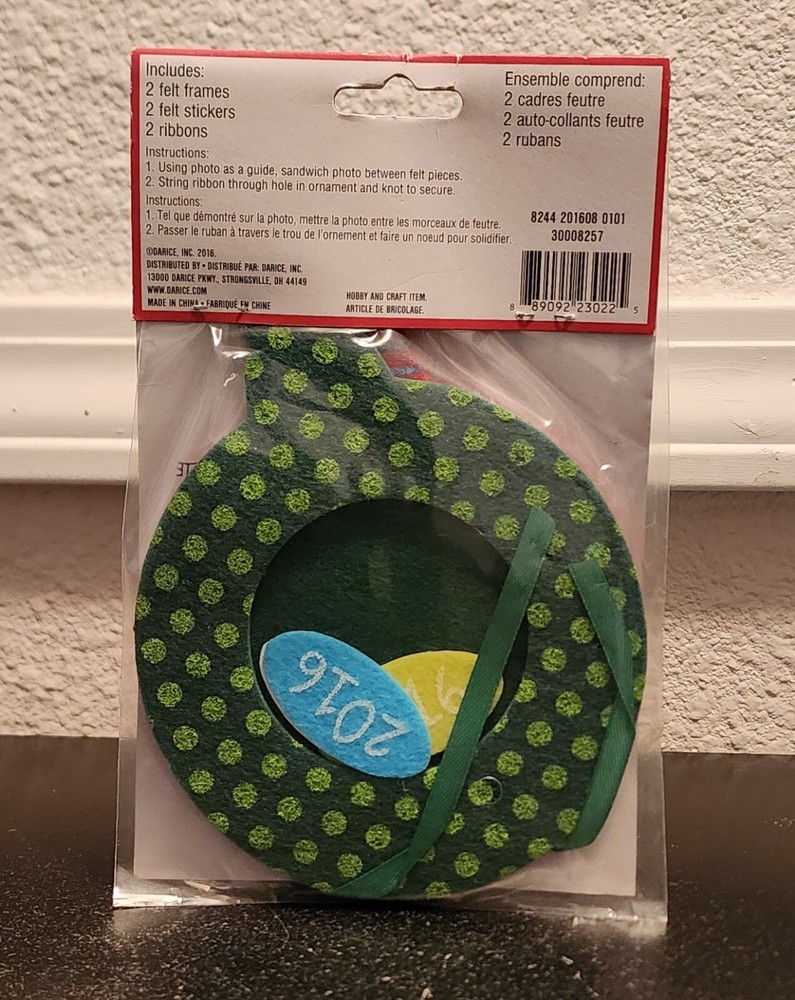 Includes:
2 felt frames
2 felt stickers
2 ribbons
Ensemble comprend:
2 cadres feutre
2 auto-collants feutre
2 rubans
Instructions:
1. Using photo as a guide, sandwich photo between felt pieces.
2. String ribbon through hole in ornament and knot to secure.
Instructions:
1. Tel que démontré sur la photo, mettre la photo entre les morceaux de feutre.
2. Passer le ruban à travers le trou de l'ornement et faire un noeud pour solidifier.
8244 201608 0101
30008257
©DARICE, INC. 2016.
DISTRIBUTED BY • DISTRIBUÉ PAR: DARICE, INC.
13000 DARICE PKWY., STRONGSVILLE, OH 44149
WWW.DARICE.COM
MADE IN CHINA • FABRIQUÉ EN CHINE
HOBBY AND CRAFT ITEM.
ARTICLE DE BRICOLAGE.
8 89092 23022 5
2016